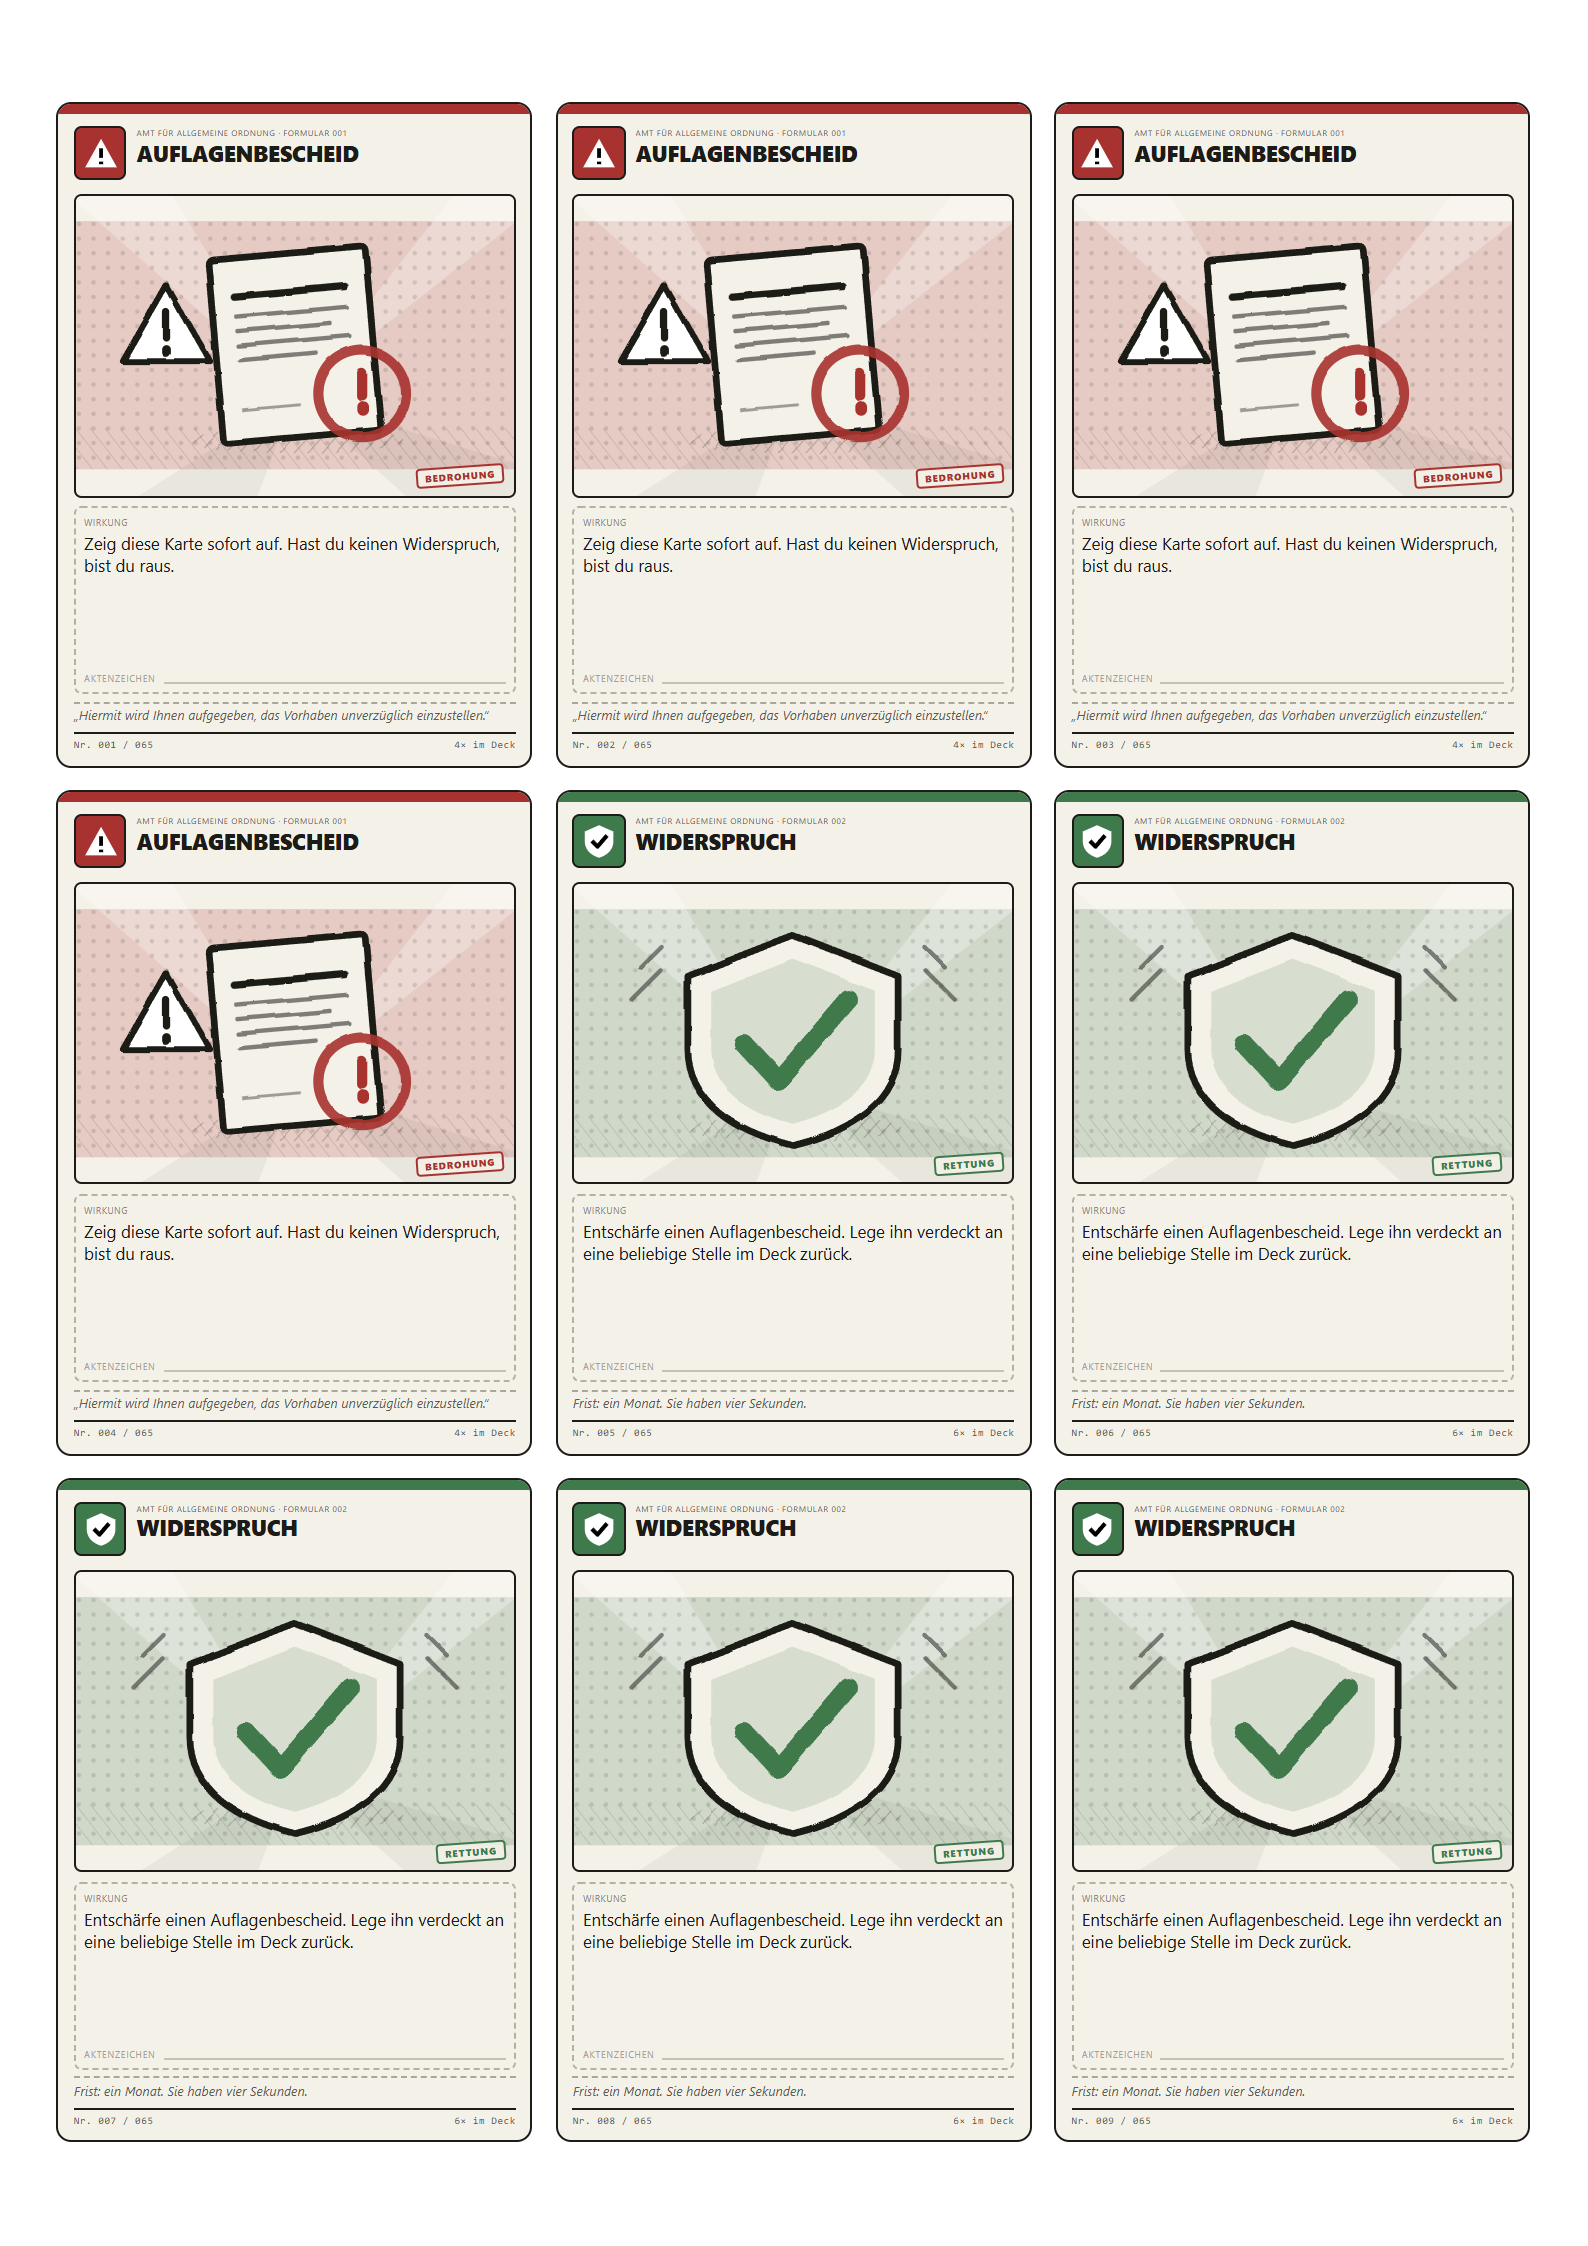 AMT FÜR ALLGEMEINE ORDNUNG · FORMULAR 001
AUFLAGENBESCHEID
BEDROHUNG
WIRKUNG
Zeig diese Karte sofort auf. Hast du keinen Widerspruch,
bist du raus.
AKTENZEICHEN
„Hiermit wird Ihnen aufgegeben, das Vorhaben unverzüglich einzustellen.“
Nr. 001 / 065 4× im Deck
AMT FÜR ALLGEMEINE ORDNUNG · FORMULAR 001
AUFLAGENBESCHEID
BEDROHUNG
WIRKUNG
Zeig diese Karte sofort auf. Hast du keinen Widerspruch,
bist du raus.
AKTENZEICHEN
„Hiermit wird Ihnen aufgegeben, das Vorhaben unverzüglich einzustellen.“
Nr. 002 / 065 4× im Deck
AMT FÜR ALLGEMEINE ORDNUNG · FORMULAR 001
AUFLAGENBESCHEID
BEDROHUNG
WIRKUNG
Zeig diese Karte sofort auf. Hast du keinen Widerspruch,
bist du raus.
AKTENZEICHEN
„Hiermit wird Ihnen aufgegeben, das Vorhaben unverzüglich einzustellen.“
Nr. 003 / 065 4× im Deck
AMT FÜR ALLGEMEINE ORDNUNG · FORMULAR 001
AUFLAGENBESCHEID
BEDROHUNG
WIRKUNG
Zeig diese Karte sofort auf. Hast du keinen Widerspruch,
bist du raus.
AKTENZEICHEN
„Hiermit wird Ihnen aufgegeben, das Vorhaben unverzüglich einzustellen.“
Nr. 004 / 065 4× im Deck
AMT FÜR ALLGEMEINE ORDNUNG · FORMULAR 002
WIDERSPRUCH
RETTUNG
WIRKUNG
Entschärfe einen Auflagenbescheid. Lege ihn verdeckt an
eine beliebige Stelle im Deck zurück.
AKTENZEICHEN
Frist: ein Monat. Sie haben vier Sekunden.
Nr. 005 / 065 6× im Deck
AMT FÜR ALLGEMEINE ORDNUNG · FORMULAR 002
WIDERSPRUCH
RETTUNG
WIRKUNG
Entschärfe einen Auflagenbescheid. Lege ihn verdeckt an
eine beliebige Stelle im Deck zurück.
AKTENZEICHEN
Frist: ein Monat. Sie haben vier Sekunden.
Nr. 006 / 065 6× im Deck
AMT FÜR ALLGEMEINE ORDNUNG · FORMULAR 002
WIDERSPRUCH
RETTUNG
WIRKUNG
Entschärfe einen Auflagenbescheid. Lege ihn verdeckt an
eine beliebige Stelle im Deck zurück.
AKTENZEICHEN
Frist: ein Monat. Sie haben vier Sekunden.
Nr. 007 / 065 6× im Deck
AMT FÜR ALLGEMEINE ORDNUNG · FORMULAR 002
WIDERSPRUCH
RETTUNG
WIRKUNG
Entschärfe einen Auflagenbescheid. Lege ihn verdeckt an
eine beliebige Stelle im Deck zurück.
AKTENZEICHEN
Frist: ein Monat. Sie haben vier Sekunden.
Nr. 008 / 065 6× im Deck
AMT FÜR ALLGEMEINE ORDNUNG · FORMULAR 002
WIDERSPRUCH
RETTUNG
WIRKUNG
Entschärfe einen Auflagenbescheid. Lege ihn verdeckt an
eine beliebige Stelle im Deck zurück.
AKTENZEICHEN
Frist: ein Monat. Sie haben vier Sekunden.
Nr. 009 / 065 6× im Deck